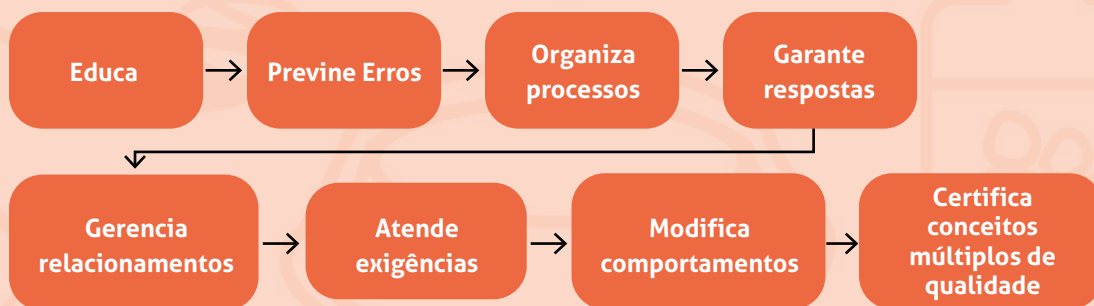 Educa
Previne Erros
Organiza
processos
Garante
respostas
Gerencia
relacionamentos
Atende
exigências
Modifica
comportamentos
Certifica
conceitos
múltiplos de
qualidade